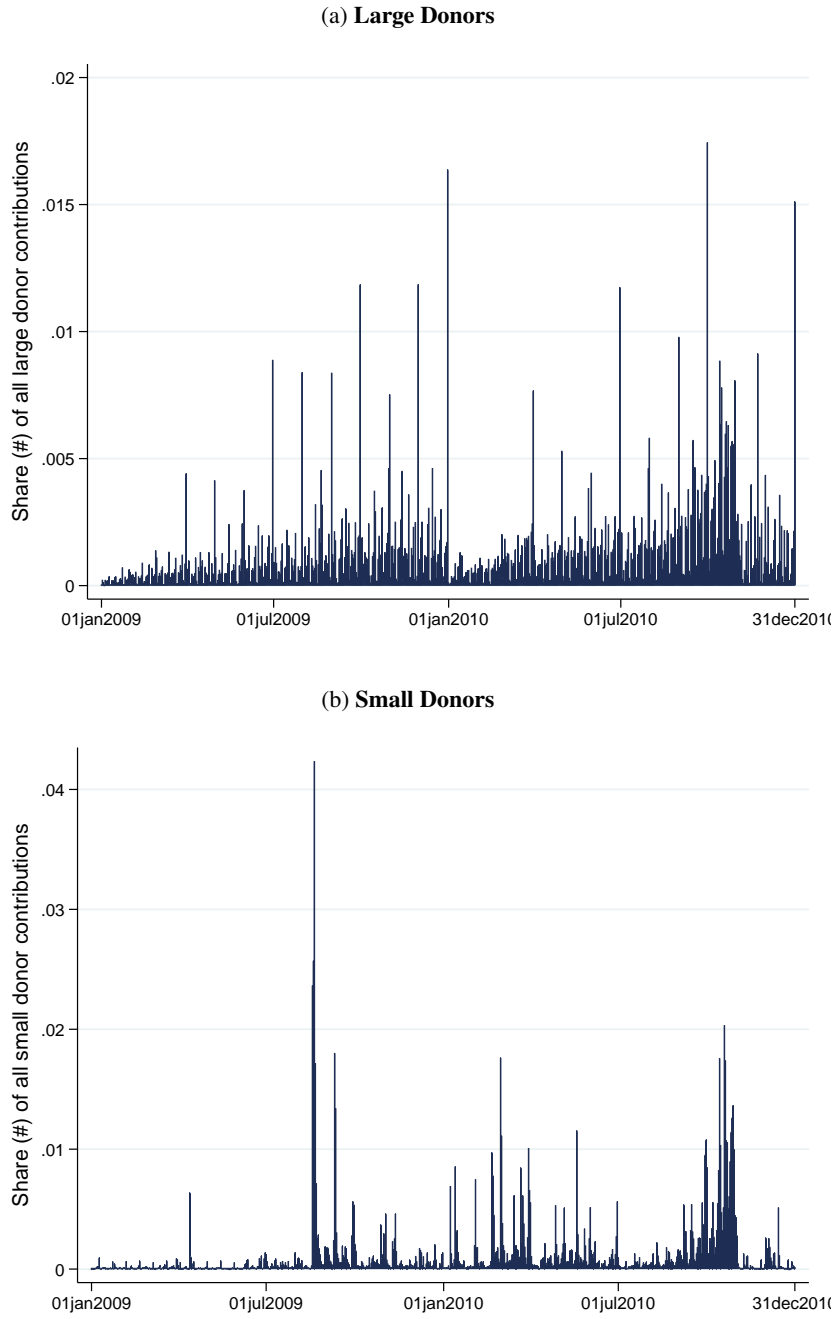 (a) Large Donors
Share (#) of all large donor contributions
.02
.015
.01
.005
0
01jan2009 01jul2009 01jan2010 01jul2010 31dec2010
(b) Small Donors
Share (#) of all small donor contributions
.04
.03
.02
.01
0
01jan2009 01jul2009 01jan2010 01jul2010 31dec2010